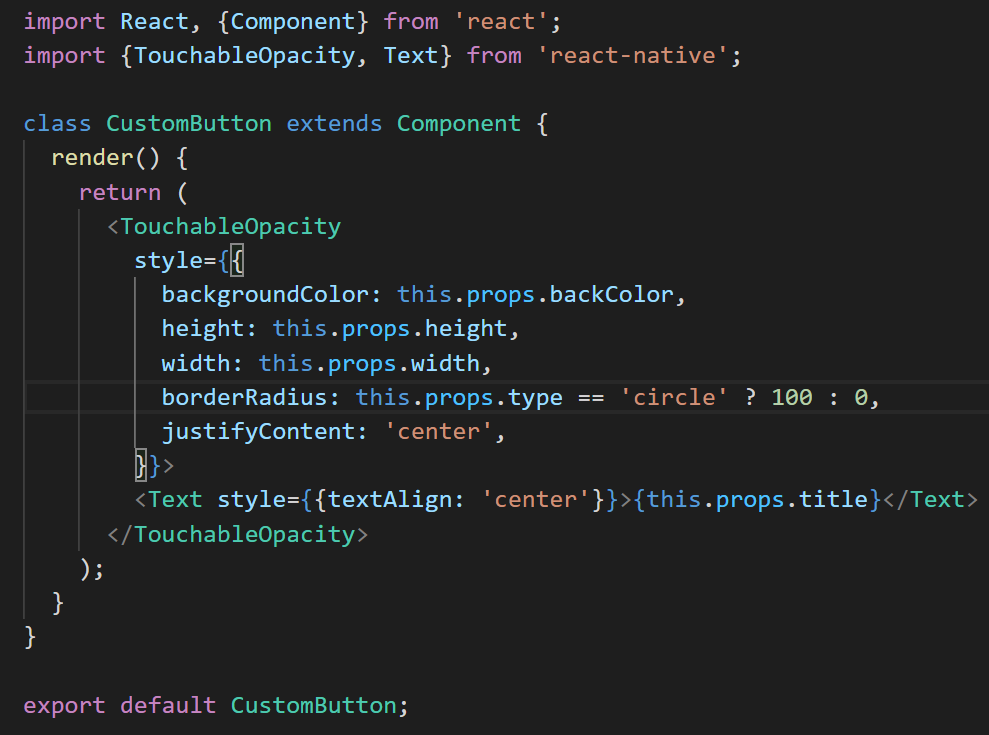 import React, {Component} from 'react';
import {TouchableOpacity, Text} from 'react-native';

class CustomButton extends Component {
  render() {
    return (
      <TouchableOpacity
        style={{
          backgroundColor: this.props.backColor,
          height: this.props.height,
          width: this.props.width,
          borderRadius: this.props.type == 'circle' ? 100 : 0,
          justifyContent: 'center',
        }}>
        <Text style={{textAlign: 'center'}}>{this.props.title}</Text>
      </TouchableOpacity>
    );
  }
}

export default CustomButton;